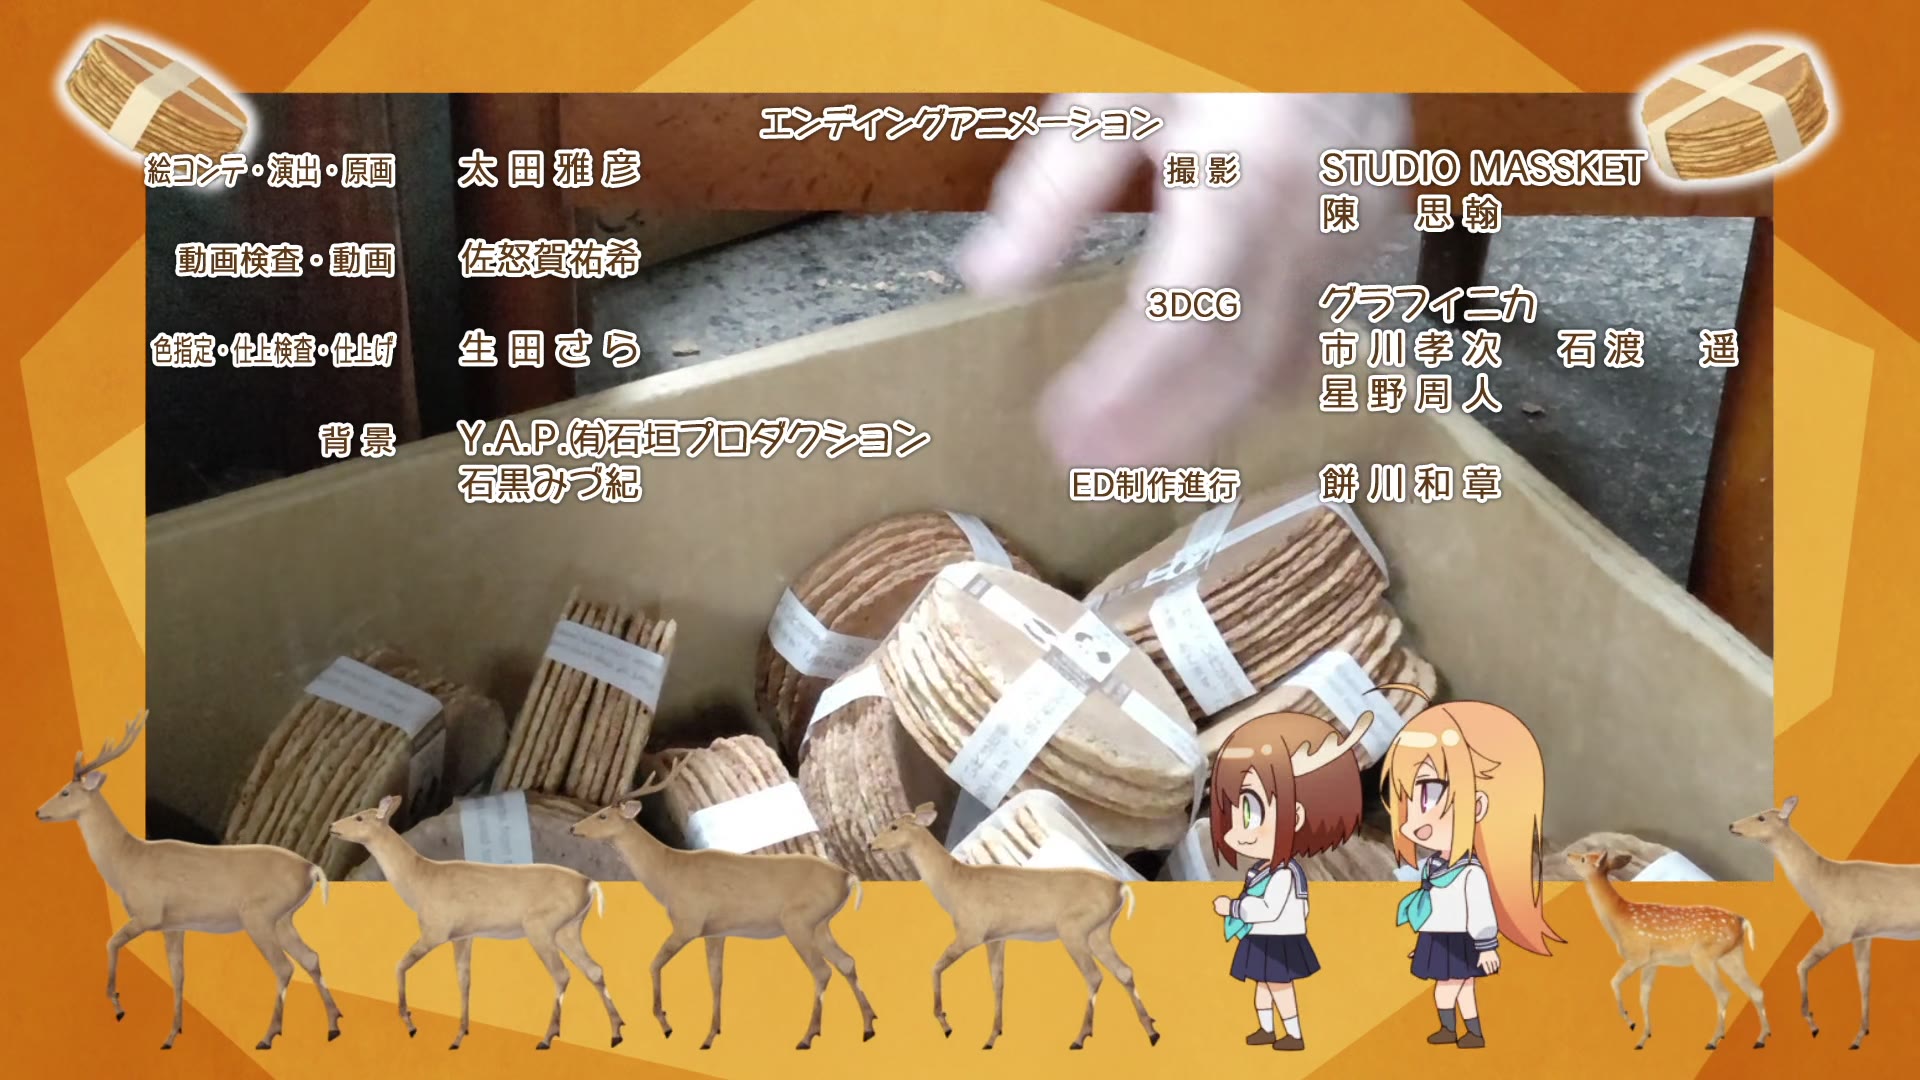 エンディングアニメーション
絵コンテ・演出・原画 太田雅彦
動画検査・動画 佐怒賀祐希
色指定・仕上検査・仕上げ 生田さら
背景 Y.A.P.㈲石垣プロダクション
石黒みづ紀
撮影 STUDIO MASSKET
陳 思翰
3DCG グラフィニカ
市川孝次 石渡 遥
星野周人
ED制作進行 餅川和章